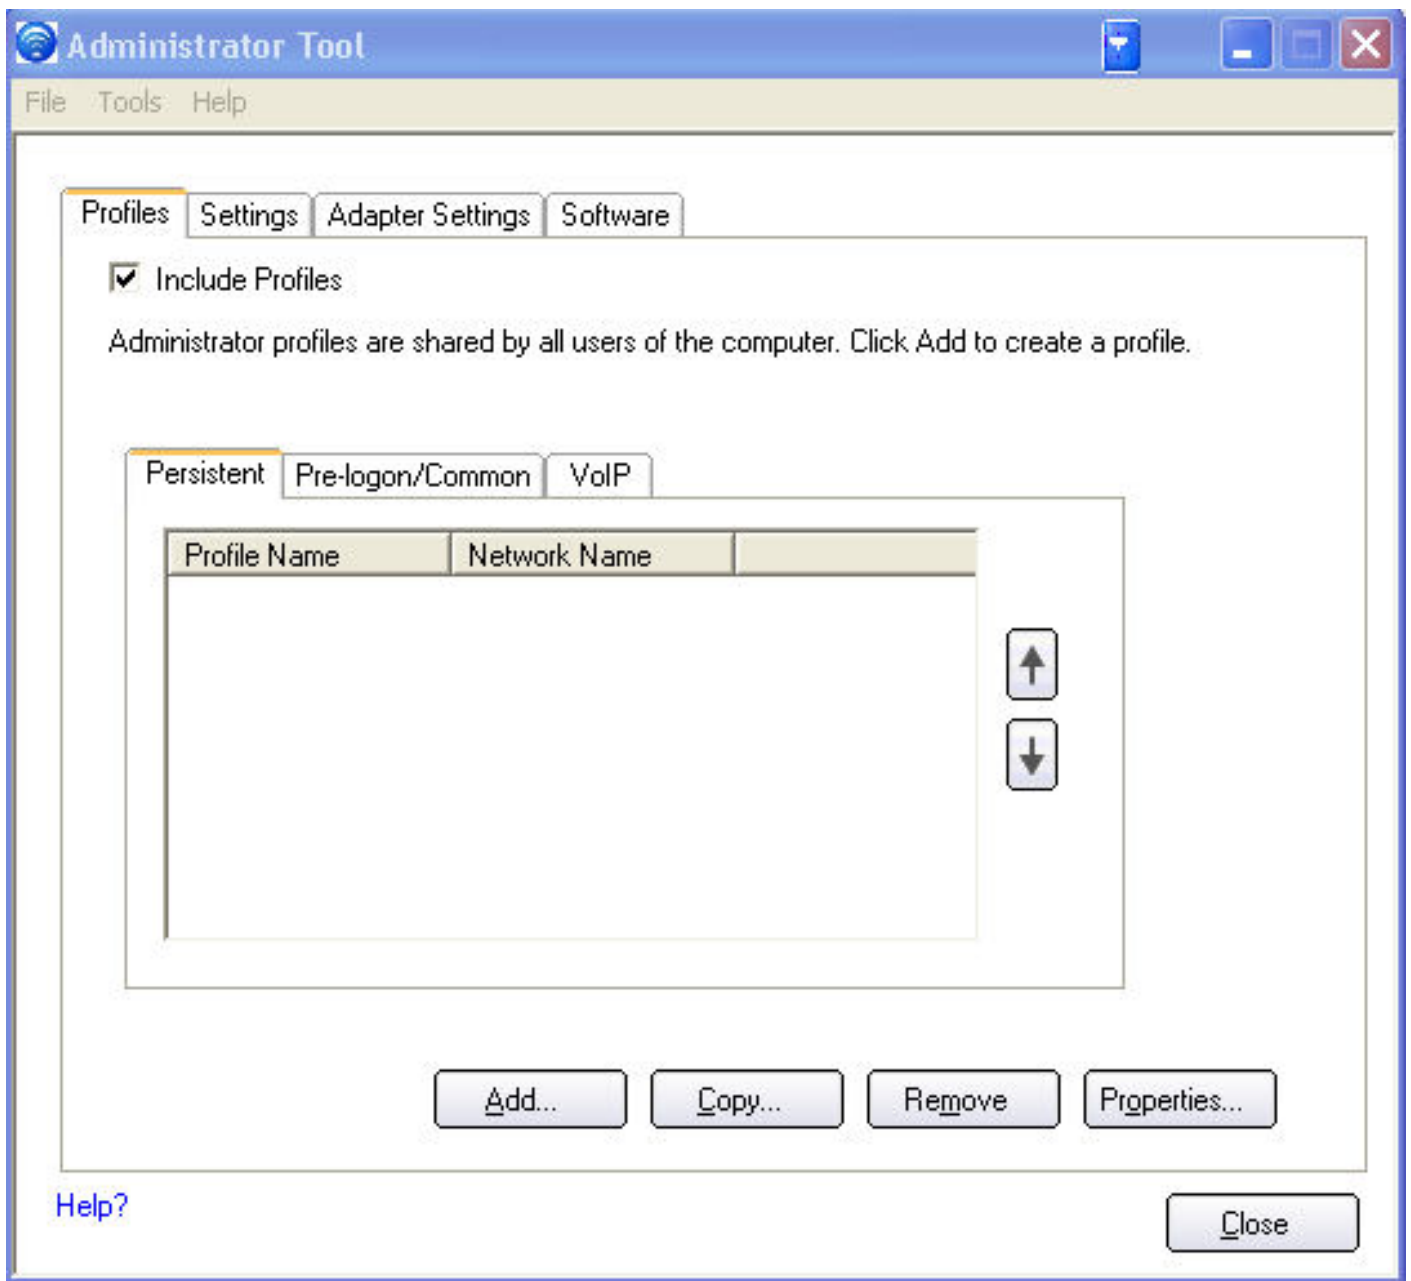 Administrator Tool
File Tools Help
Profiles Settings Adapter Settings Software
Include Profiles
Administrator profiles are shared by all users of the computer. Click Add to create a profile.
Persistent Pre-logon/Common VoIP
Profile Name Network Name
Add... Copy... Remove Properties...
Help?
Close